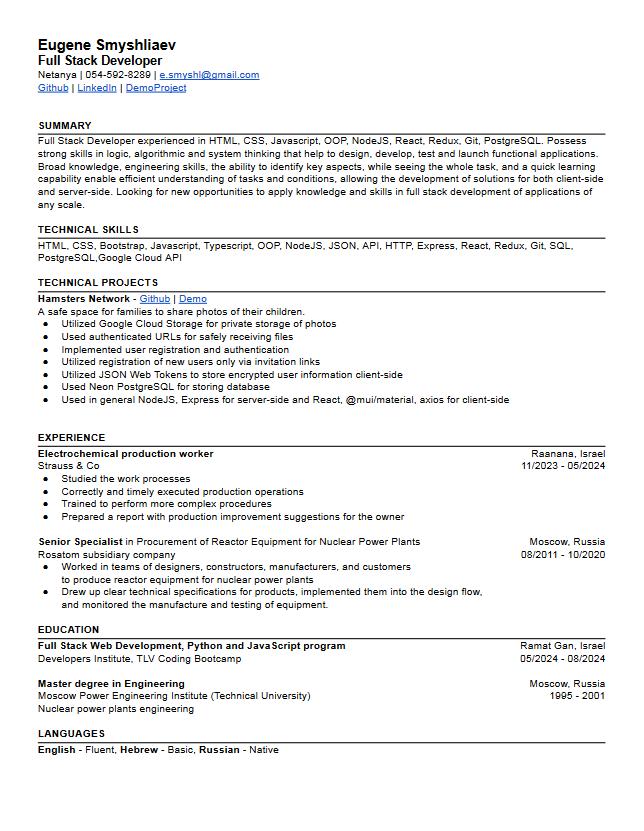 Eugene Smyshliaev
Full Stack Developer
Netanya | 054-592-8289 | e.smyshl@gmail.com
Github | LinkedIn | DemoProject
SUMMARY
Full Stack Developer experienced in HTML, CSS, Javascript, OOP, NodeJS, React, Redux, Git, PostgreSQL. Possess
strong skills in logic, algorithmic and system thinking that help to design, develop, test and launch functional applications.
Broad knowledge, engineering skills, the ability to identify key aspects, while seeing the whole task, and a quick learning
capability enable efficient understanding of tasks and conditions, allowing the development of solutions for both client-side
and server-side. Looking for new opportunities to apply knowledge and skills in full stack development of applications of
any scale.
TECHNICAL SKILLS
HTML, CSS, Bootstrap, Javascript, Typescript, OOP, NodeJS, JSON, API, HTTP, Express, React, Redux, Git, SQL,
PostgreSQL,Google Cloud API
TECHNICAL PROJECTS
Hamsters Network - Github | Demo
A safe space for families to share photos of their children.
● Utilized Google Cloud Storage for private storage of photos
● Used authenticated URLs for safely receiving files
● Implemented user registration and authentication
● Utilized registration of new users only via invitation links
● Utilized JSON Web Tokens to store encrypted user information client-side
● Used Neon PostgreSQL for storing database
● Used in general NodeJS, Express for server-side and React, @mui/material, axios for client-side
EXPERIENCE
Electrochemical production worker Raanana, Israel
Strauss & Co 11/2023 - 05/2024
● Studied the work processes
● Correctly and timely executed production operations
● Trained to perform more complex procedures
● Prepared a report with production improvement suggestions for the owner
Senior Specialist in Procurement of Reactor Equipment for Nuclear Power Plants Moscow, Russia
Rosatom subsidiary company 08/2011 - 10/2020
● Worked in teams of designers, constructors, manufacturers, and customers
to produce reactor equipment for nuclear power plants
● Drew up clear technical specifications for products, implemented them into the design flow,
and monitored the manufacture and testing of equipment.
EDUCATION
Full Stack Web Development, Python and JavaScript program Ramat Gan, Israel
Developers Institute, TLV Coding Bootcamp 05/2024 - 08/2024
Master degree in Engineering Moscow, Russia
Moscow Power Engineering Institute (Technical University) 1995 - 2001
Nuclear power plants engineering
LANGUAGES
English - Fluent, Hebrew - Basic, Russian - Native